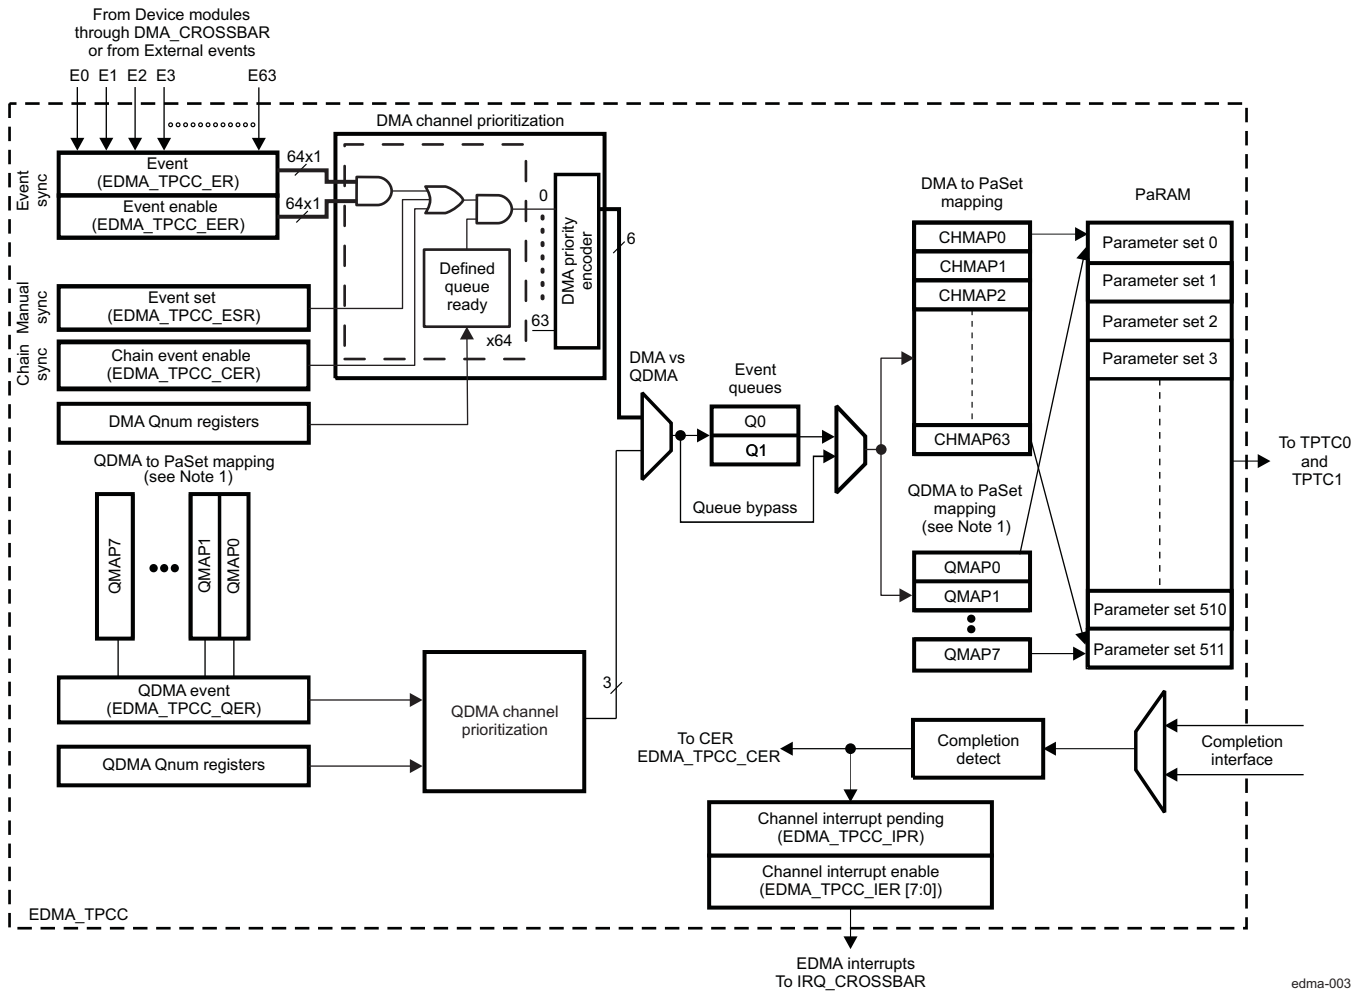 From Device modules
through DMA_CROSSBAR
or from External events
E0 E1 E2 E3 E63
DMA channel prioritization
Event sync
Event
(EDMA_TPCC_ER)
Event enable
(EDMA_TPCC_EER)
64x1
64x1
Manual sync
Event set
(EDMA_TPCC_ESR)
Chain sync
Chain event enable
(EDMA_TPCC_CER)
DMA Qnum registers
Defined
queue
ready
x64
0
63
DMA priority
encoder
6
DMA vs
QDMA
Event
queues
Q0
Q1
Queue bypass
DMA to PaSet
mapping
CHMAP0
CHMAP1
CHMAP2
CHMAP63
PaRAM
Parameter set 0
Parameter set 1
Parameter set 2
Parameter set 3
Parameter set 510
Parameter set 511
To TPTC0
and
TPTC1
QDMA to PaSet mapping
(see Note 1)
QMAP7
QMAP1
QMAP0
QDMA to PaSet
mapping
(see Note 1)
QMAP0
QMAP1
QMAP7
QDMA event
(EDMA_TPCC_QER)
QDMA Qnum registers
QDMA channel
prioritization
3
To CER
EDMA_TPCC_CER
Completion
detect
Completion
interface
Channel interrupt pending
(EDMA_TPCC_IPR)
Channel interrupt enable
(EDMA_TPCC_IER [7:0])
EDMA_TPCC
EDMA interrupts
To IRQ_CROSSBAR
edma-003